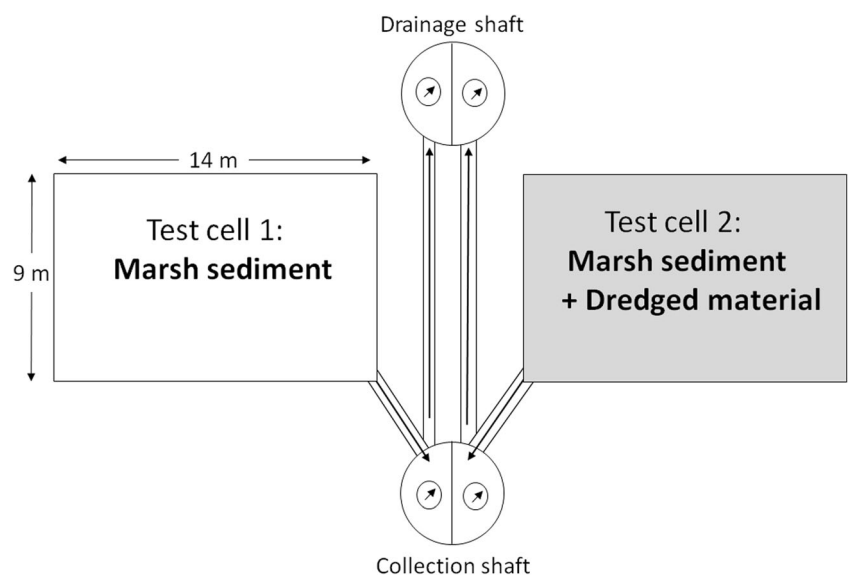 Drainage shaft
14 m
9 m
Test cell 1:
Marsh sediment
Test cell 2:
Marsh sediment
+ Dredged material
Collection shaft